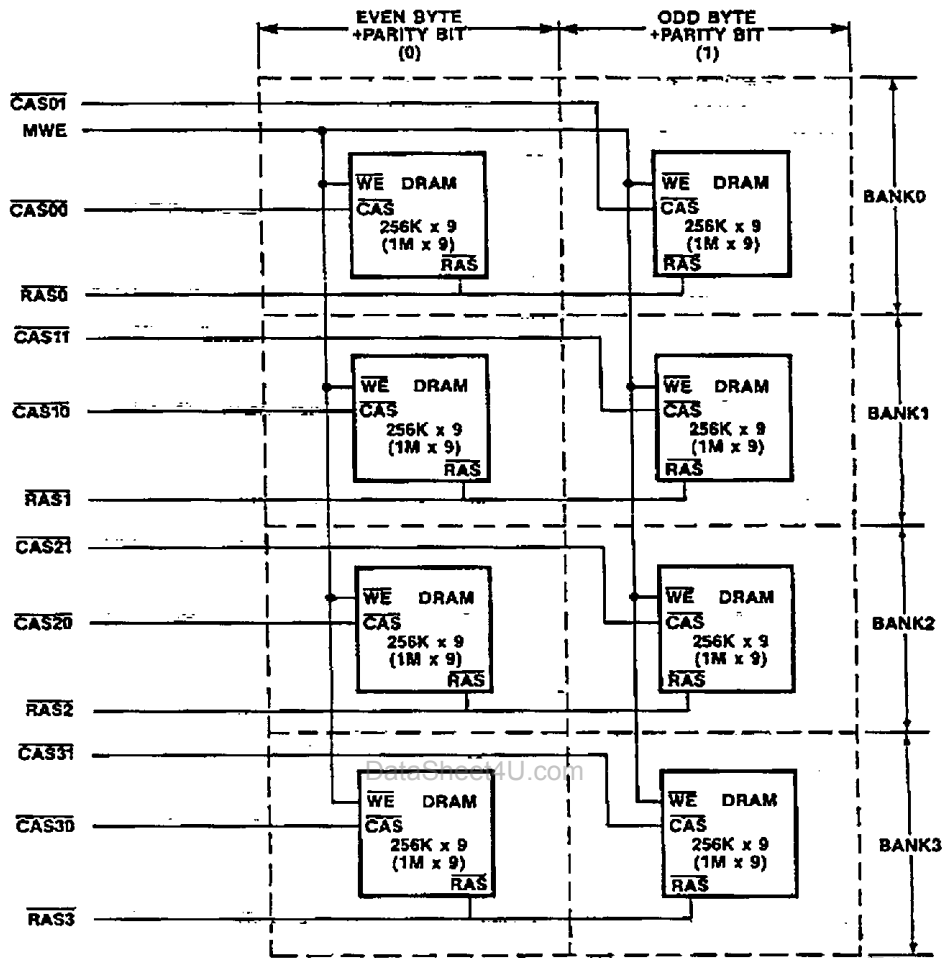 EVEN BYTE
+PARITY BIT
(0)
ODD BYTE
+PARITY BIT
(1)
CAS01
MWE
WE DRAM
CAS
256K x 9
(1M x 9)
RAS
WE DRAM
CAS
256K x 9
(1M x 9)
RAS
BANK0
CAS00
RAS0
CAS11
WE DRAM
CAS
256K x 9
(1M x 9)
RAS
WE DRAM
CAS
256K x 9
(1M x 9)
RAS
BANK1
CAS10
RAS1
CAS21
WE DRAM
CAS
256K x 9
(1M x 9)
RAS
WE DRAM
CAS
256K x 9
(1M x 9)
RAS
BANK2
CAS20
RAS2
CAS31
DataSheet4U.com
WE DRAM
CAS
256K x 9
(1M x 9)
RAS
WE DRAM
CAS
256K x 9
(1M x 9)
RAS
BANK3
CAS30
RAS3